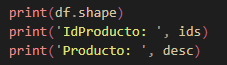 print(df.shape)
print('IdProducto: ', ids)
print('Producto: ', desc)